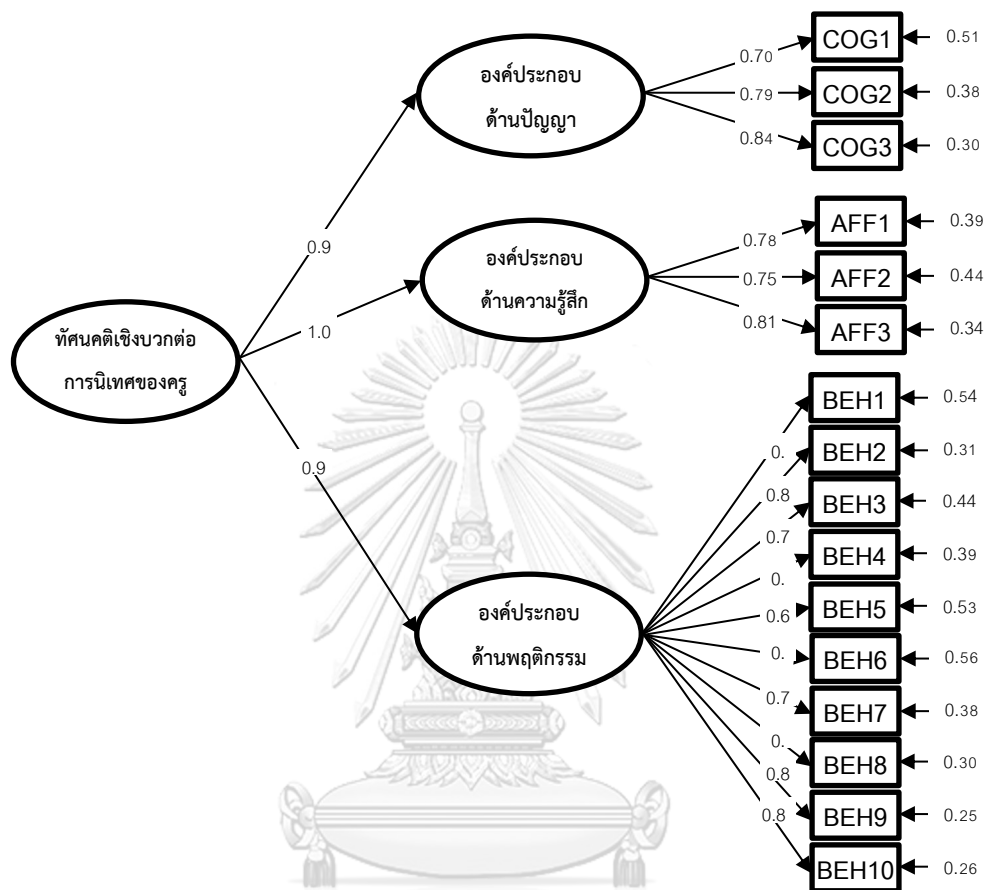 องค์ประกอบ
ด้านปัญญา
0.70
COG1
0.51
0.79
COG2
0.38
0.84
COG3
0.30
0.9
องค์ประกอบ
ด้านความรู้สึก
0.78
AFF1
0.39
0.75
AFF2
0.44
0.81
AFF3
0.34
1.0
ทัศนคติเชิงบวกต่อ
การนิเทศของครู
0.9
องค์ประกอบ
ด้านพฤติกรรม
0.
BEH1
0.54
0.8
BEH2
0.31
0.7
BEH3
0.44
0.
BEH4
0.39
0.6
BEH5
0.53
0.
BEH6
0.56
0.7
BEH7
0.38
0.
BEH8
0.30
0.8
BEH9
0.25
0.8
BEH10
0.26